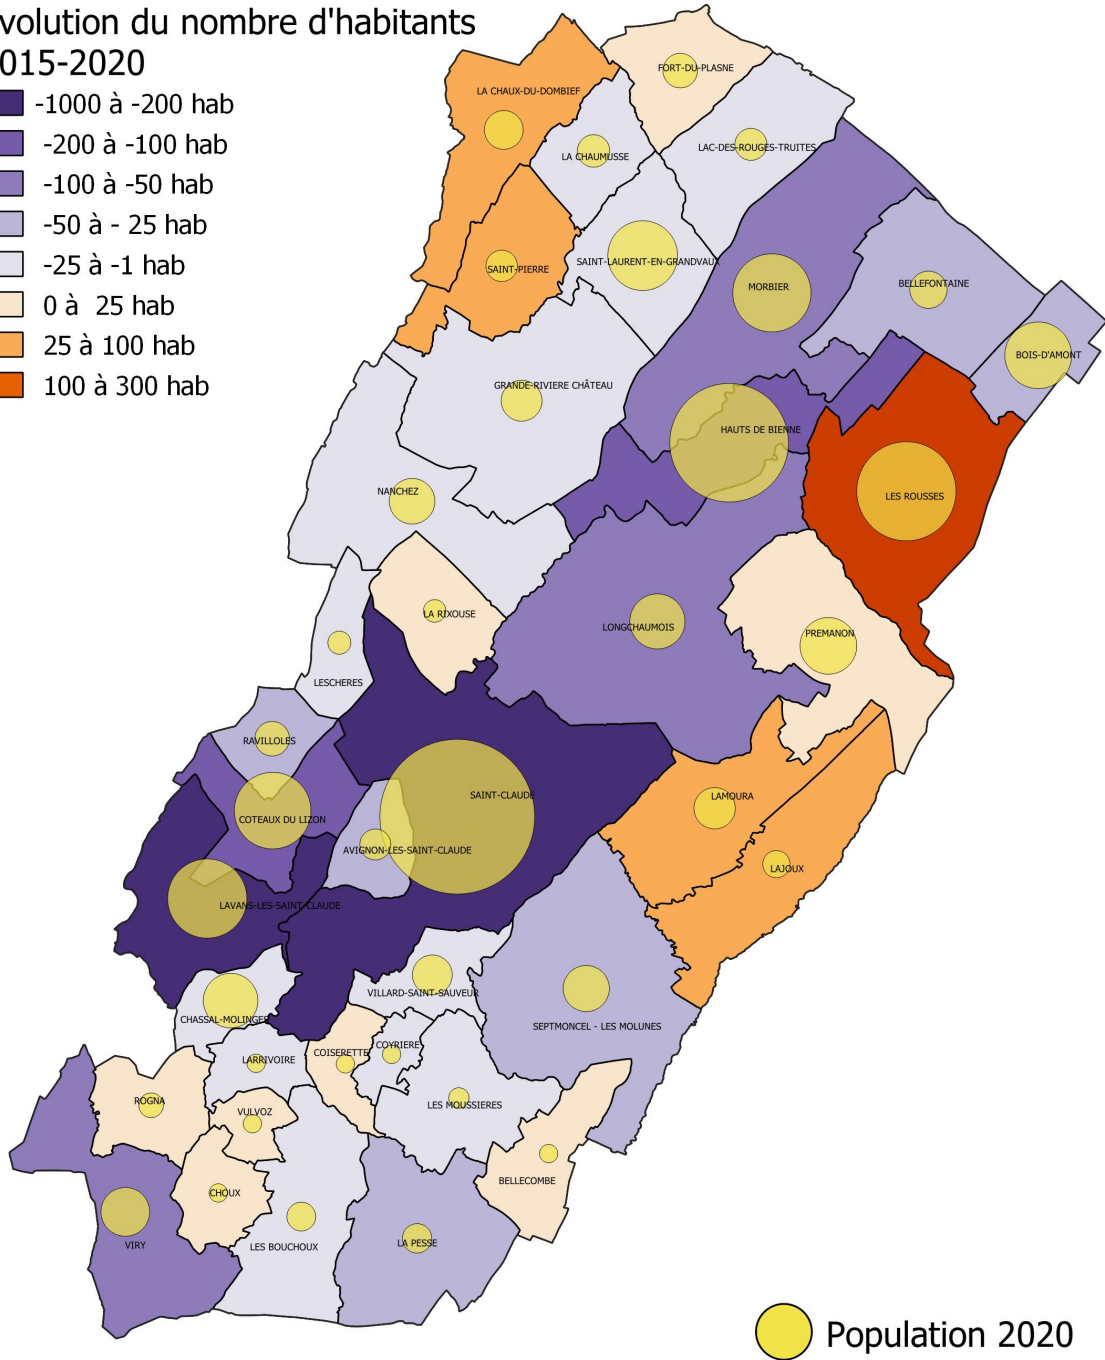 volution du nombre d'habitants
015-2020
-1000 à -200 hab
-200 à -100 hab
-100 à -50 hab
-50 à - 25 hab
-25 à -1 hab
0 à 25 hab
25 à 100 hab
100 à 300 hab
FORT-DU-PLASNE
LA CHAUX-DU-DOMBIEF
LAC-DES-ROUGES-TRUITES
LA CHAUMUSSE
SAINT-LAURENT-EN-GRANDVAUX
SAINT-PIERRE
BELLEFONTAINE
MORBIER
BOIS-D'AMONT
GRANDE-RIVIERE CHÂTEAU
HAUTS DE BIENNE
NANCHEZ
LES ROUSSES
LA RIXOUSE
LONGCHAUMOIS
PREMANON
LESCHERES
RAVILLOLES
SAINT-CLAUDE
LAMOURA
COTEAUX DU LIZON
AVIGNON-LES-SAINT-CLAUDE
LAJOUX
LAVANS-LES-SAINT-CLAUDE
VILLARD-SAINT-SAUVEUR
CHASSAL-MOLINGES
SEPTMONCEL - LES MOLUNES
COYRIERE
COISERETTE
LARRIVOIRE
ROGNA
LES MOUSSIERES
VULVOZ
BELLECOMBE
CHOUX
VIRY
LES BOUCHOUX
LA PESSE
Population 2020